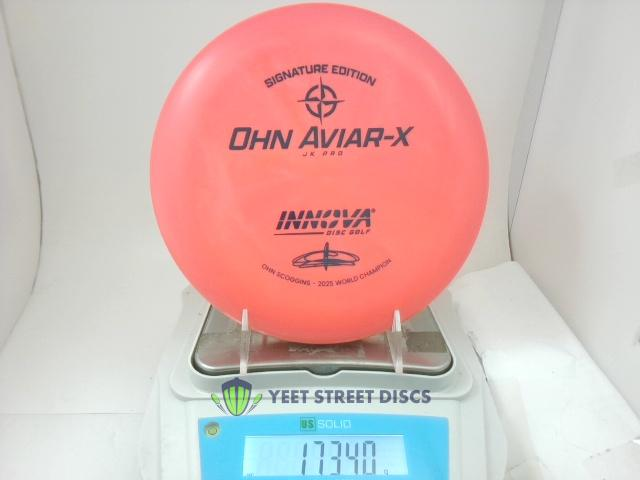 SIGNATURE EDITION
OHN AVIAR-X
JK PRO
INNOVA®
DISC GOLF
OHN SCOGGINS - 2025 WORLD CHAMPION
YEET STREET DISCS
US SOLID
173.40 g